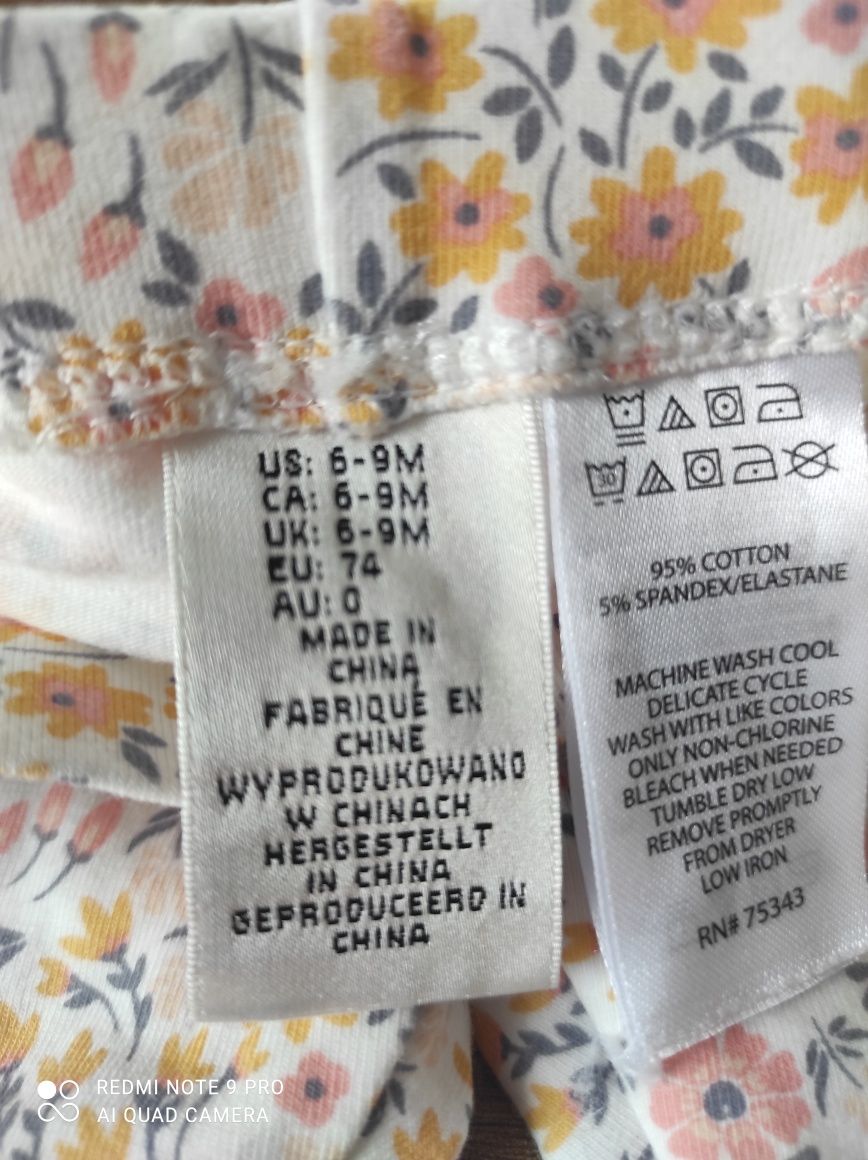 US: 6-9M
CA: 6-9M
UK: 6-9M
EU: 74
AU: 0
MADE IN
CHINA
FABRIQUÉ EN
CHINE
WYPRODUKOWANO
W CHINACH
HERGESTELLT
IN CHINA
GEPRODUCEERD IN
CHINA
30
95% COTTON
5% SPANDEX/ELASTANE
MACHINE WASH COOL
DELICATE CYCLE
WASH WITH LIKE COLORS
ONLY NON-CHLORINE
BLEACH WHEN NEEDED
TUMBLE DRY LOW
REMOVE PROMPTLY
FROM DRYER
LOW IRON
RN# 75343
REDMI NOTE 9 PRO
AI QUAD CAMERA